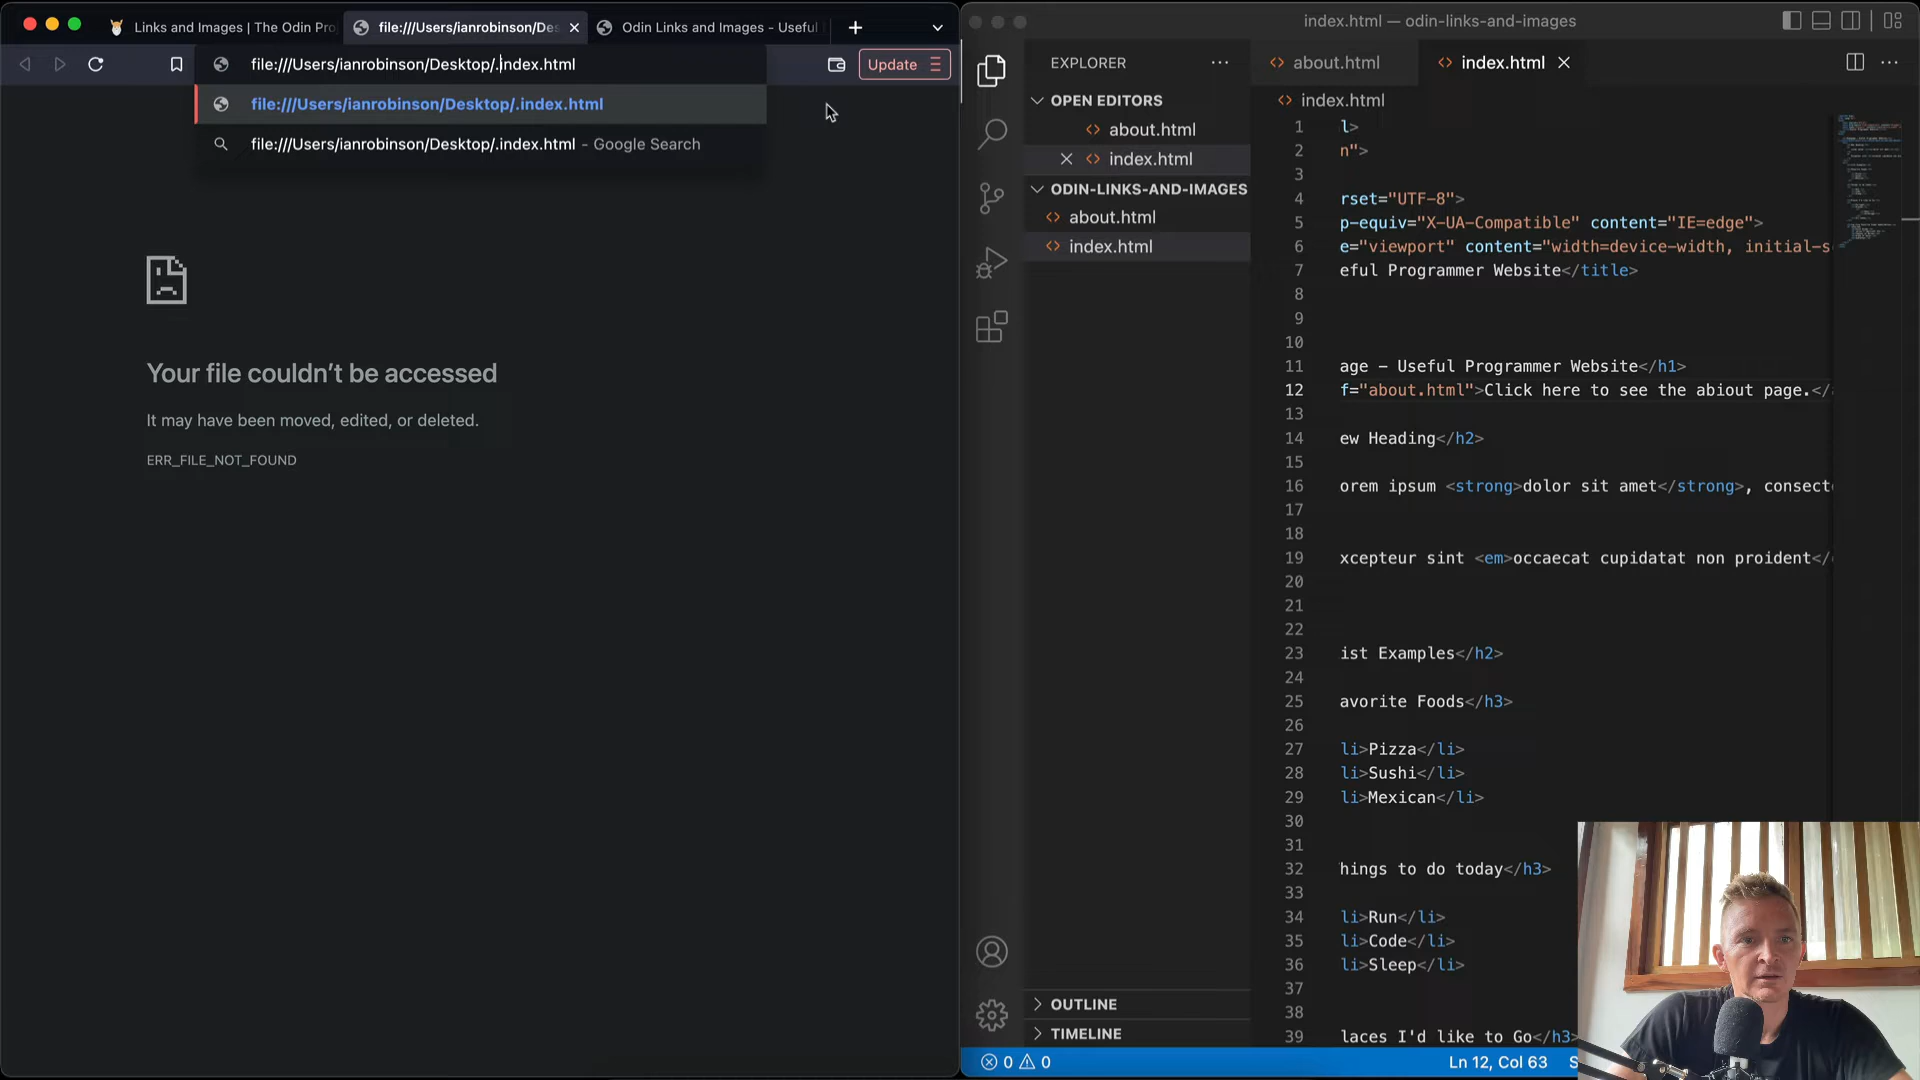 Links and Images | The Odin Pro
file:///Users/ianrobinson/Des
Odin Links and Images - Useful
file:///Users/ianrobinson/Desktop/.index.html
Update
file:///Users/ianrobinson/Desktop/.index.html
file:///Users/ianrobinson/Desktop/.index.html - Google Search
Your file couldn't be accessed
It may have been moved, edited, or deleted.
ERR_FILE_NOT_FOUND
index.html — odin-links-and-images
EXPLORER
OPEN EDITORS
about.html
index.html
ODIN-LINKS-AND-IMAGES
about.html
index.html
OUTLINE
TIMELINE
about.html
index.html
index.html
1 l>
2 n">
3
4 rset="UTF-8">
5 p-equiv="X-UA-Compatible" content="IE=edge">
6 e="viewport" content="width=device-width, initial-s
7 eful Programmer Website</title>
8
9
10
11 age – Useful Programmer Website</h1>
12 f="about.html">Click here to see the abiout page.</
13
14 ew Heading</h2>
15
16 orem ipsum <strong>dolor sit amet</strong>, consect
17
18
19 xcepteur sint <em>occaecat cupidatat non proident</
20
21
22
23 ist Examples</h2>
24
25 avorite Foods</h3>
26
27 li>Pizza</li>
28 li>Sushi</li>
29 li>Mexican</li>
30
31
32 hings to do today</h3>
33
34 li>Run</li>
35 li>Code</li>
36 li>Sleep</li>
37
38
39 laces I'd like to Go</h3>
0 0
Ln 12, Col 63 S